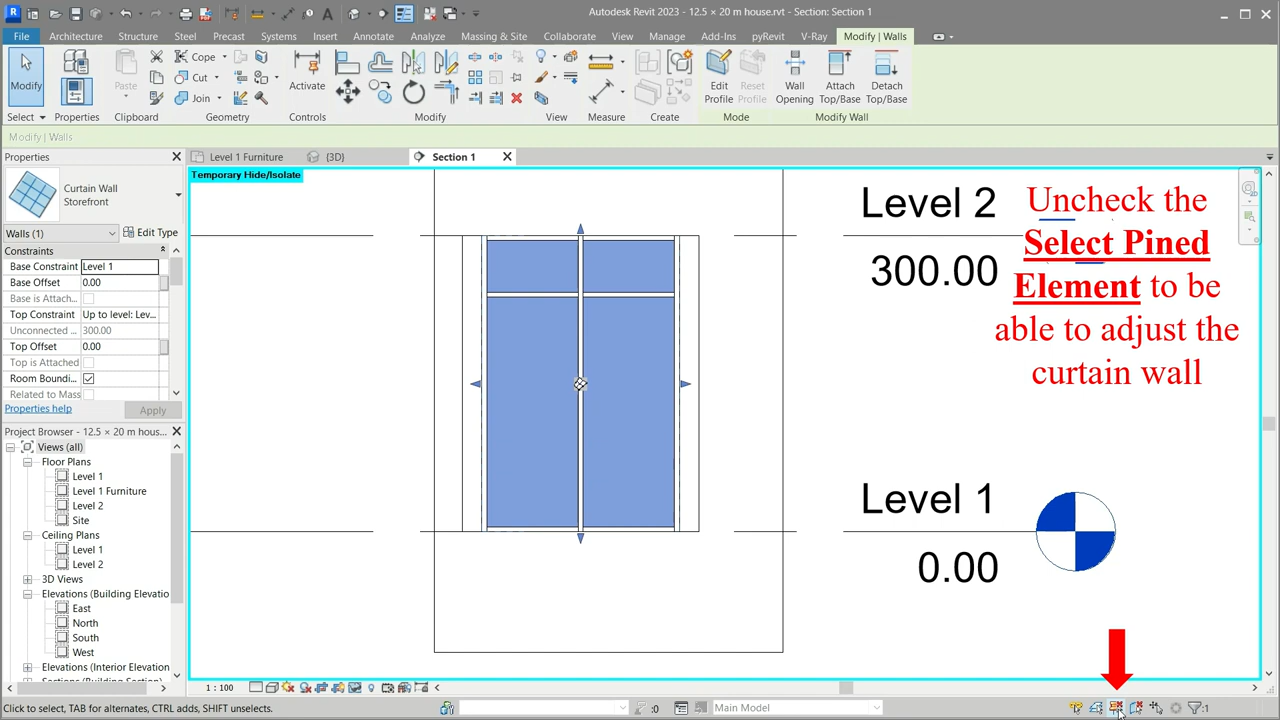 Autodesk Revit 2023 - 12.5 × 20 m house.rvt - Section: Section 1
File Architecture Structure Steel Precast Systems Insert Annotate Analyze Massing & Site Collaborate View Manage Add-Ins pyRevit V-Ray Modify | Walls
Cope
Cut
Join
Modify
Paste
Activate
Edit
Profile
Reset
Profile
Wall
Opening
Attach
Top/Base
Detach
Top/Base
Select Properties Clipboard Geometry Controls Modify View Measure Create Mode Modify Wall
Modify | Walls
Properties
Level 1 Furniture {3D} Section 1
Curtain Wall
Storefront
Walls (1) Edit Type
Constraints
Base Constraint Level 1
Base Offset 0.00
Base is Attach...
Top Constraint Up to level: Lev...
Unconnected ... 300.00
Top Offset 0.00
Top is Attached
Room Boundi...
Related to Mass
Properties help Apply
Project Browser - 12.5 × 20 m hous...
Views (all)
Floor Plans
Level 1
Level 1 Furniture
Level 2
Site
Ceiling Plans
Level 1
Level 2
3D Views
Elevations (Building Elevatio
East
North
South
West
Elevations (Interior Elevation
Sections (Building Section)
Temporary Hide/Isolate
Level 2
300.00
Level 1
0.00
Uncheck the
Select Pined
Element to be
able to adjust the
curtain wall
1 : 100
Click to select, TAB for alternates, CTRL adds, SHIFT unselects.
:0
Main Model
:1